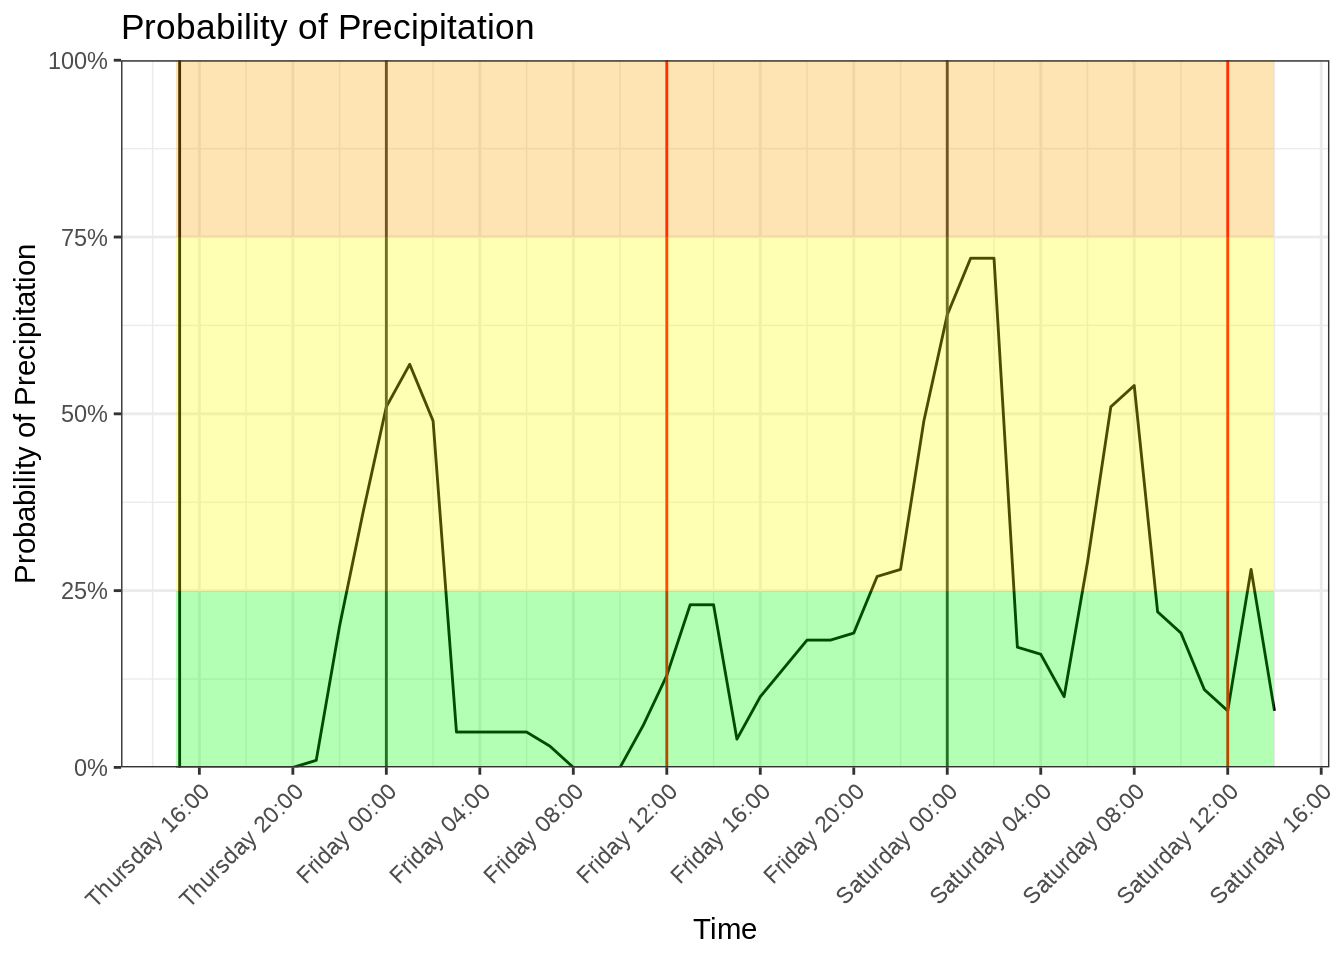 Probability of Precipitation
100%
75%
50%
25%
0%
Probability of Precipitation
Thursday 16:00
Thursday 20:00
Friday 00:00
Friday 04:00
Friday 08:00
Friday 12:00
Friday 16:00
Friday 20:00
Saturday 00:00
Saturday 04:00
Saturday 08:00
Saturday 12:00
Saturday 16:00
Time